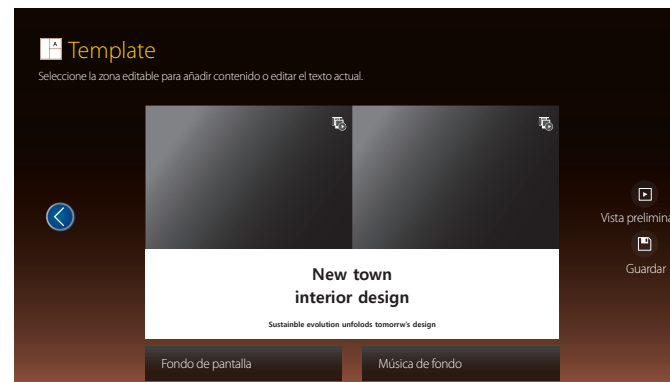 A
Template
Seleccione la zona editable para añadir contenido o editar el texto actual.
New town
interior design
Sustainble evolution unfolods tomorrw's design
Vista prelimina
Guardar
Fondo de pantalla
Música de fondo